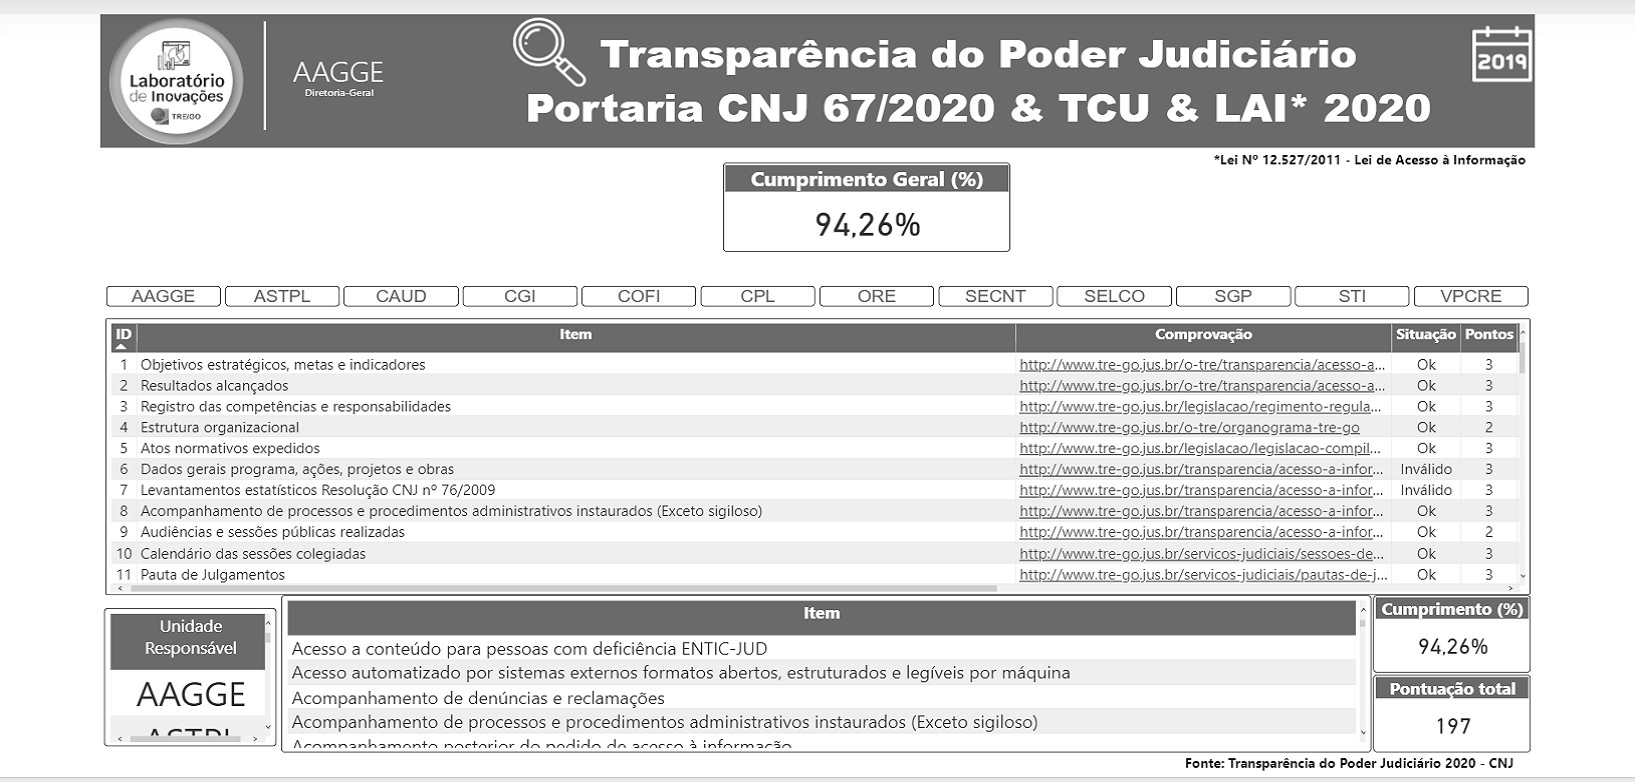 Laboratório
de Inovações
TRE/GO
AAGGE
Diretoria-Geral
Transparência do Poder Judiciário
Portaria CNJ 67/2020 & TCU & LAI* 2020
2019
*Lei Nº 12.527/2011 - Lei de Acesso à Informação
Cumprimento Geral (%)
94,26%
AAGGE ASTPL CAUD CGI COFI CPL ORE SECNT SELCO SGP STI VPCRE
ID Item Comprovação Situação Pontos
1 Objetivos estratégicos, metas e indicadores http://www.tre-go.jus.br/o-tre/transparencia/acesso-a... Ok 3
2 Resultados alcançados http://www.tre-go.jus.br/o-tre/transparencia/acesso-a... Ok 3
3 Registro das competências e responsabilidades http://www.tre-go.jus.br/legislacao/regimento-regula... Ok 3
4 Estrutura organizacional http://www.tre-go.jus.br/o-tre/organograma-tre-go Ok 2
5 Atos normativos expedidos http://www.tre-go.jus.br/legislacao/legislacao-compil... Ok 3
6 Dados gerais programa, ações, projetos e obras http://www.tre-go.jus.br/transparencia/acesso-a-infor... Inválido 3
7 Levantamentos estatísticos Resolução CNJ nº 76/2009 http://www.tre-go.jus.br/transparencia/acesso-a-infor... Inválido 3
8 Acompanhamento de processos e procedimentos administrativos instaurados (Exceto sigiloso) http://www.tre-go.jus.br/transparencia/acesso-a-infor... Ok 3
9 Audiências e sessões públicas realizadas http://www.tre-go.jus.br/transparencia/acesso-a-infor... Ok 2
10 Calendário das sessões colegiadas http://www.tre-go.jus.br/servicos-judiciais/sessoes-de... Ok 3
11 Pauta de Julgamentos http://www.tre-go.jus.br/servicos-judiciais/pautas-de-j... Ok 3
Unidade
Responsável
AAGGE
ASTPL
Item
Acesso a conteúdo para pessoas com deficiência ENTIC-JUD
Acesso automatizado por sistemas externos formatos abertos, estruturados e legíveis por máquina
Acompanhamento de denúncias e reclamações
Acompanhamento de processos e procedimentos administrativos instaurados (Exceto sigiloso)
Acompanhamento posterior do pedido de acesso à informação
Cumprimento (%)
94,26%
Pontuação total
197
Fonte: Transparência do Poder Judiciário 2020 - CNJ